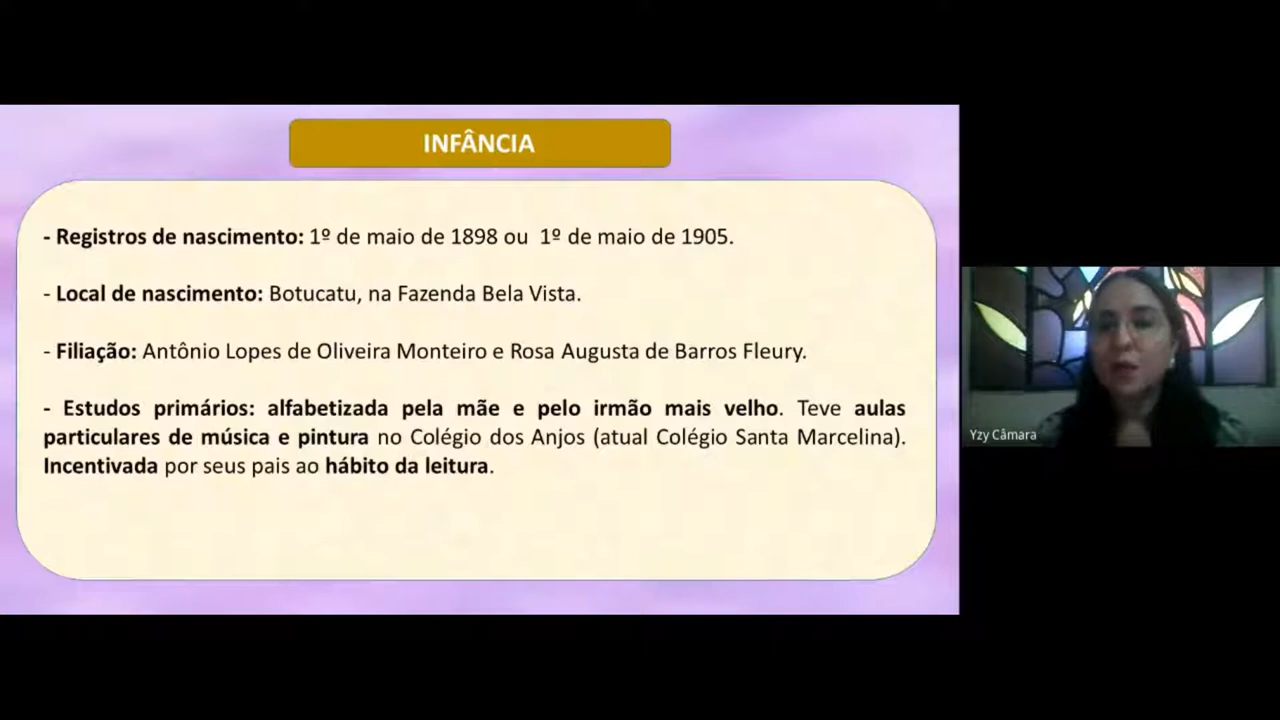 INFÂNCIA
- Registros de nascimento: 1º de maio de 1898 ou 1º de maio de 1905.
- Local de nascimento: Botucatu, na Fazenda Bela Vista.
- Filiação: Antônio Lopes de Oliveira Monteiro e Rosa Augusta de Barros Fleury.
- Estudos primários: alfabetizada pela mãe e pelo irmão mais velho. Teve aulas
particulares de música e pintura no Colégio dos Anjos (atual Colégio Santa Marcelina).
Incentivada por seus pais ao hábito da leitura.
Yzy Câmara